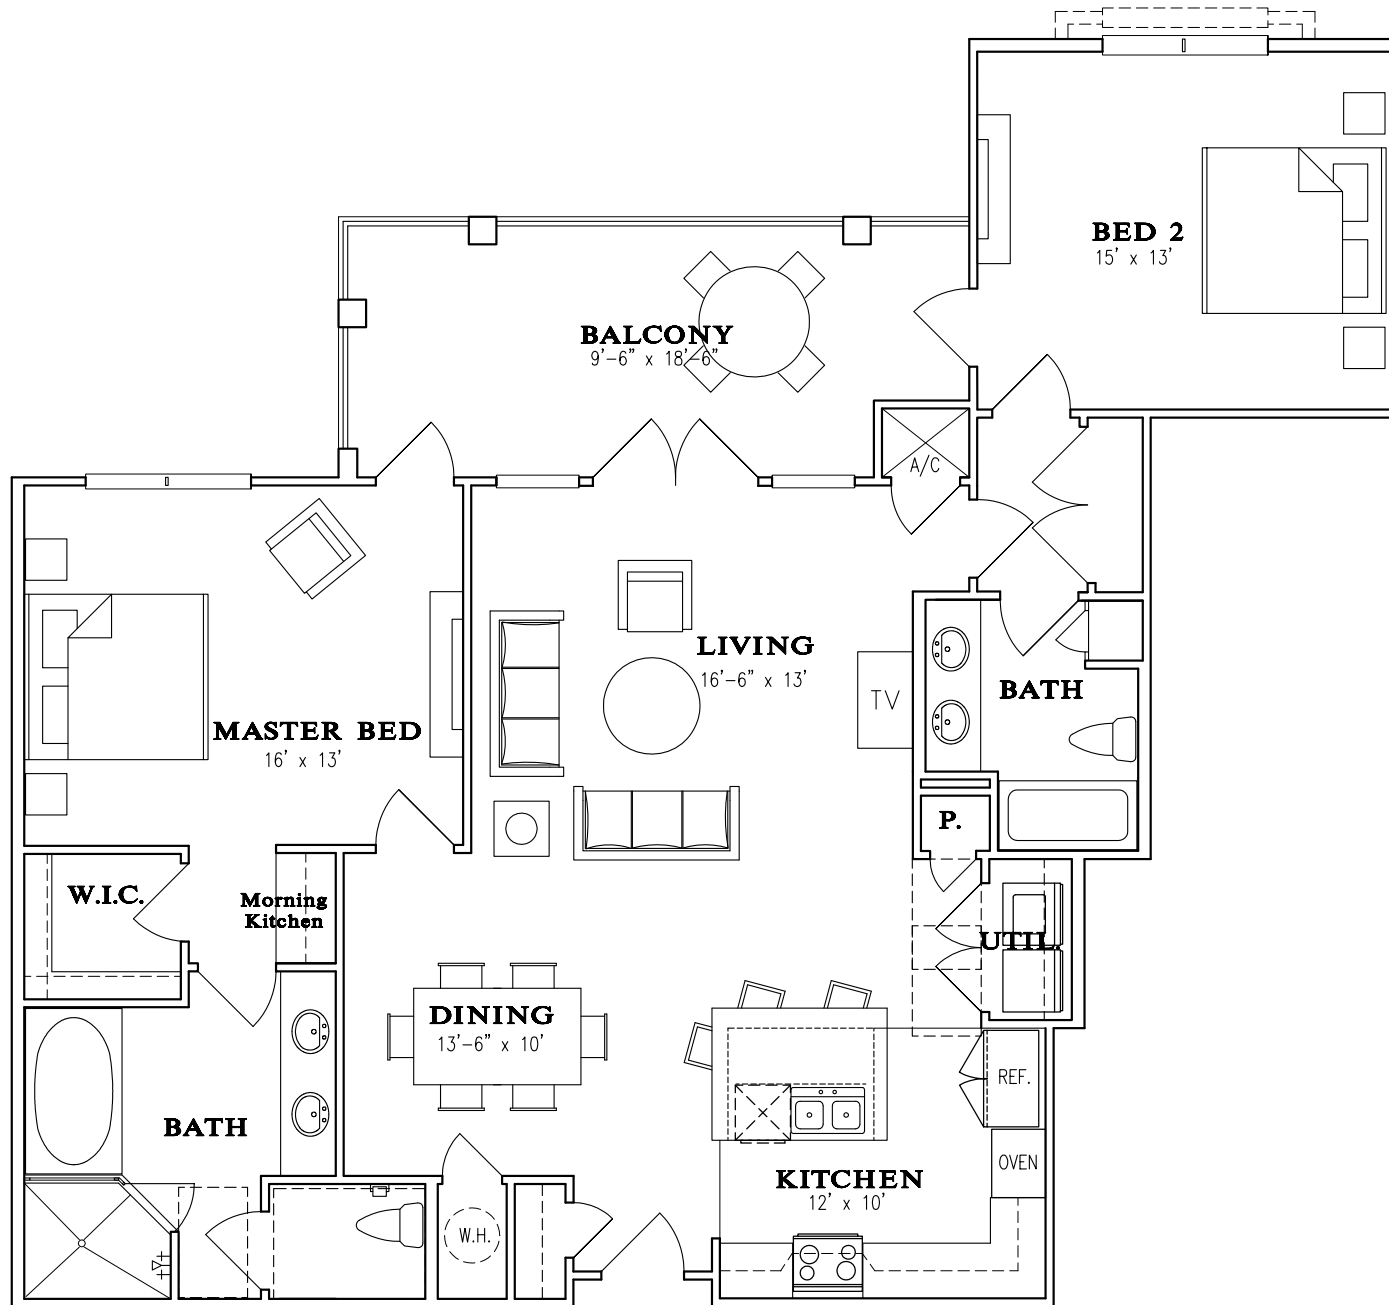 BED 2
15' x 13'
BALCONY
9'-6" x 18'-6"
A/C
LIVING
16'-6" x 13'
TV
BATH
MASTER BED
16' x 13'
P.
W.I.C.
Morning
Kitchen
UTIL.
DINING
13'-6" x 10'
REF.
BATH
OVEN
KITCHEN
12' x 10'
W.H.